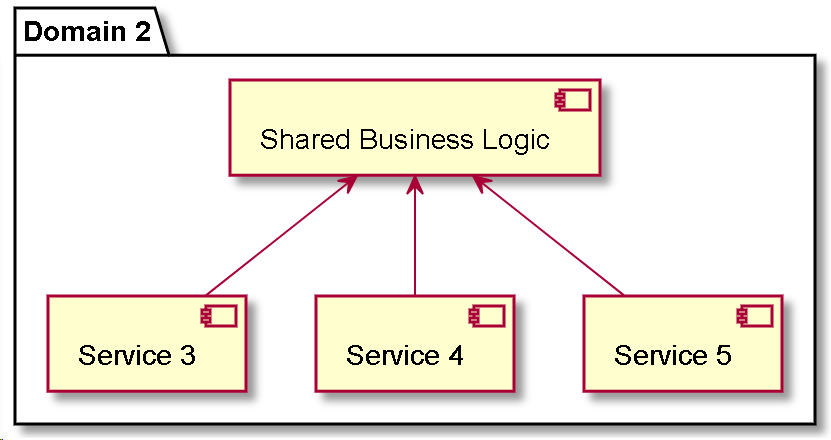 Domain 2
Shared Business Logic
Service 3
Service 4
Service 5